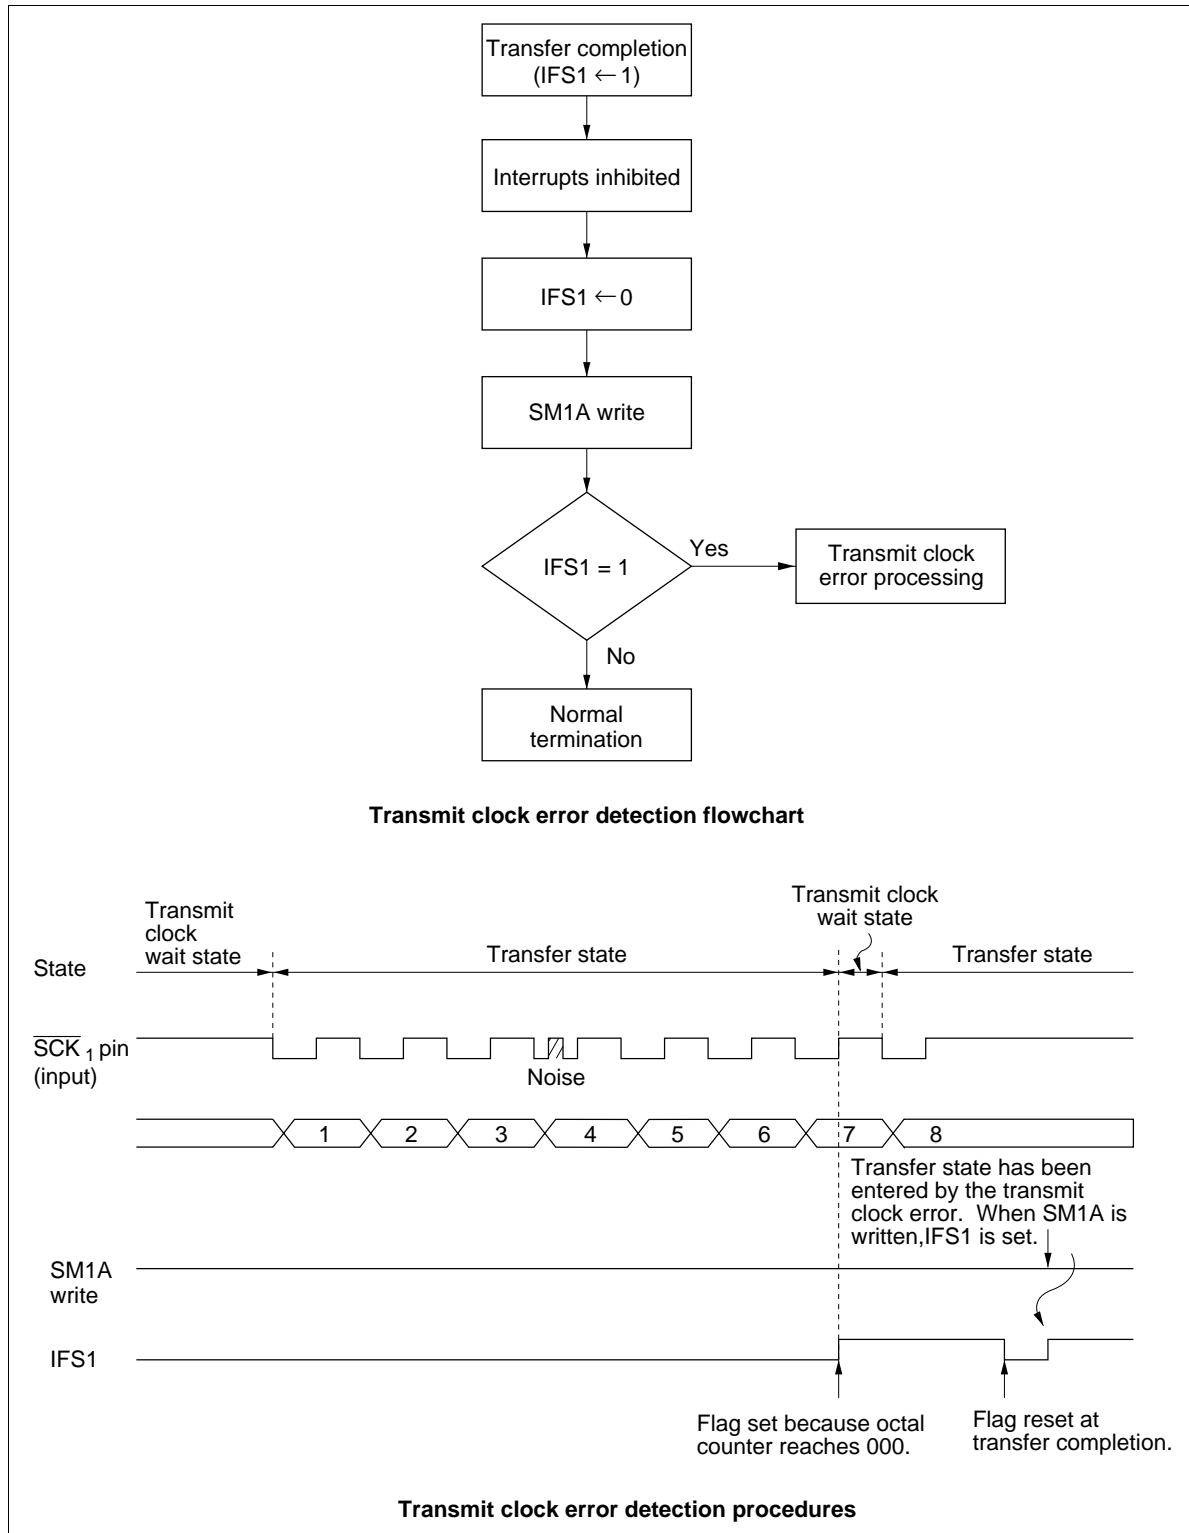 Transfer completion
(IFS1 ← 1)
Interrupts inhibited
IFS1 ← 0
SM1A write
IFS1 = 1
Yes
Transmit clock
error processing
No
Normal
termination
Transmit clock error detection flowchart
Transmit clock
wait state
Transmit
clock
wait state
Transfer state
Transfer state
State
SCK 1 pin
(input)
Noise
1 2 3 4 5 6 7 8
Transfer state has been
entered by the transmit
clock error. When SM1A is
written,IFS1 is set.
SM1A
write
IFS1
Flag set because octal
counter reaches 000.
Flag reset at
transfer completion.
Transmit clock error detection procedures